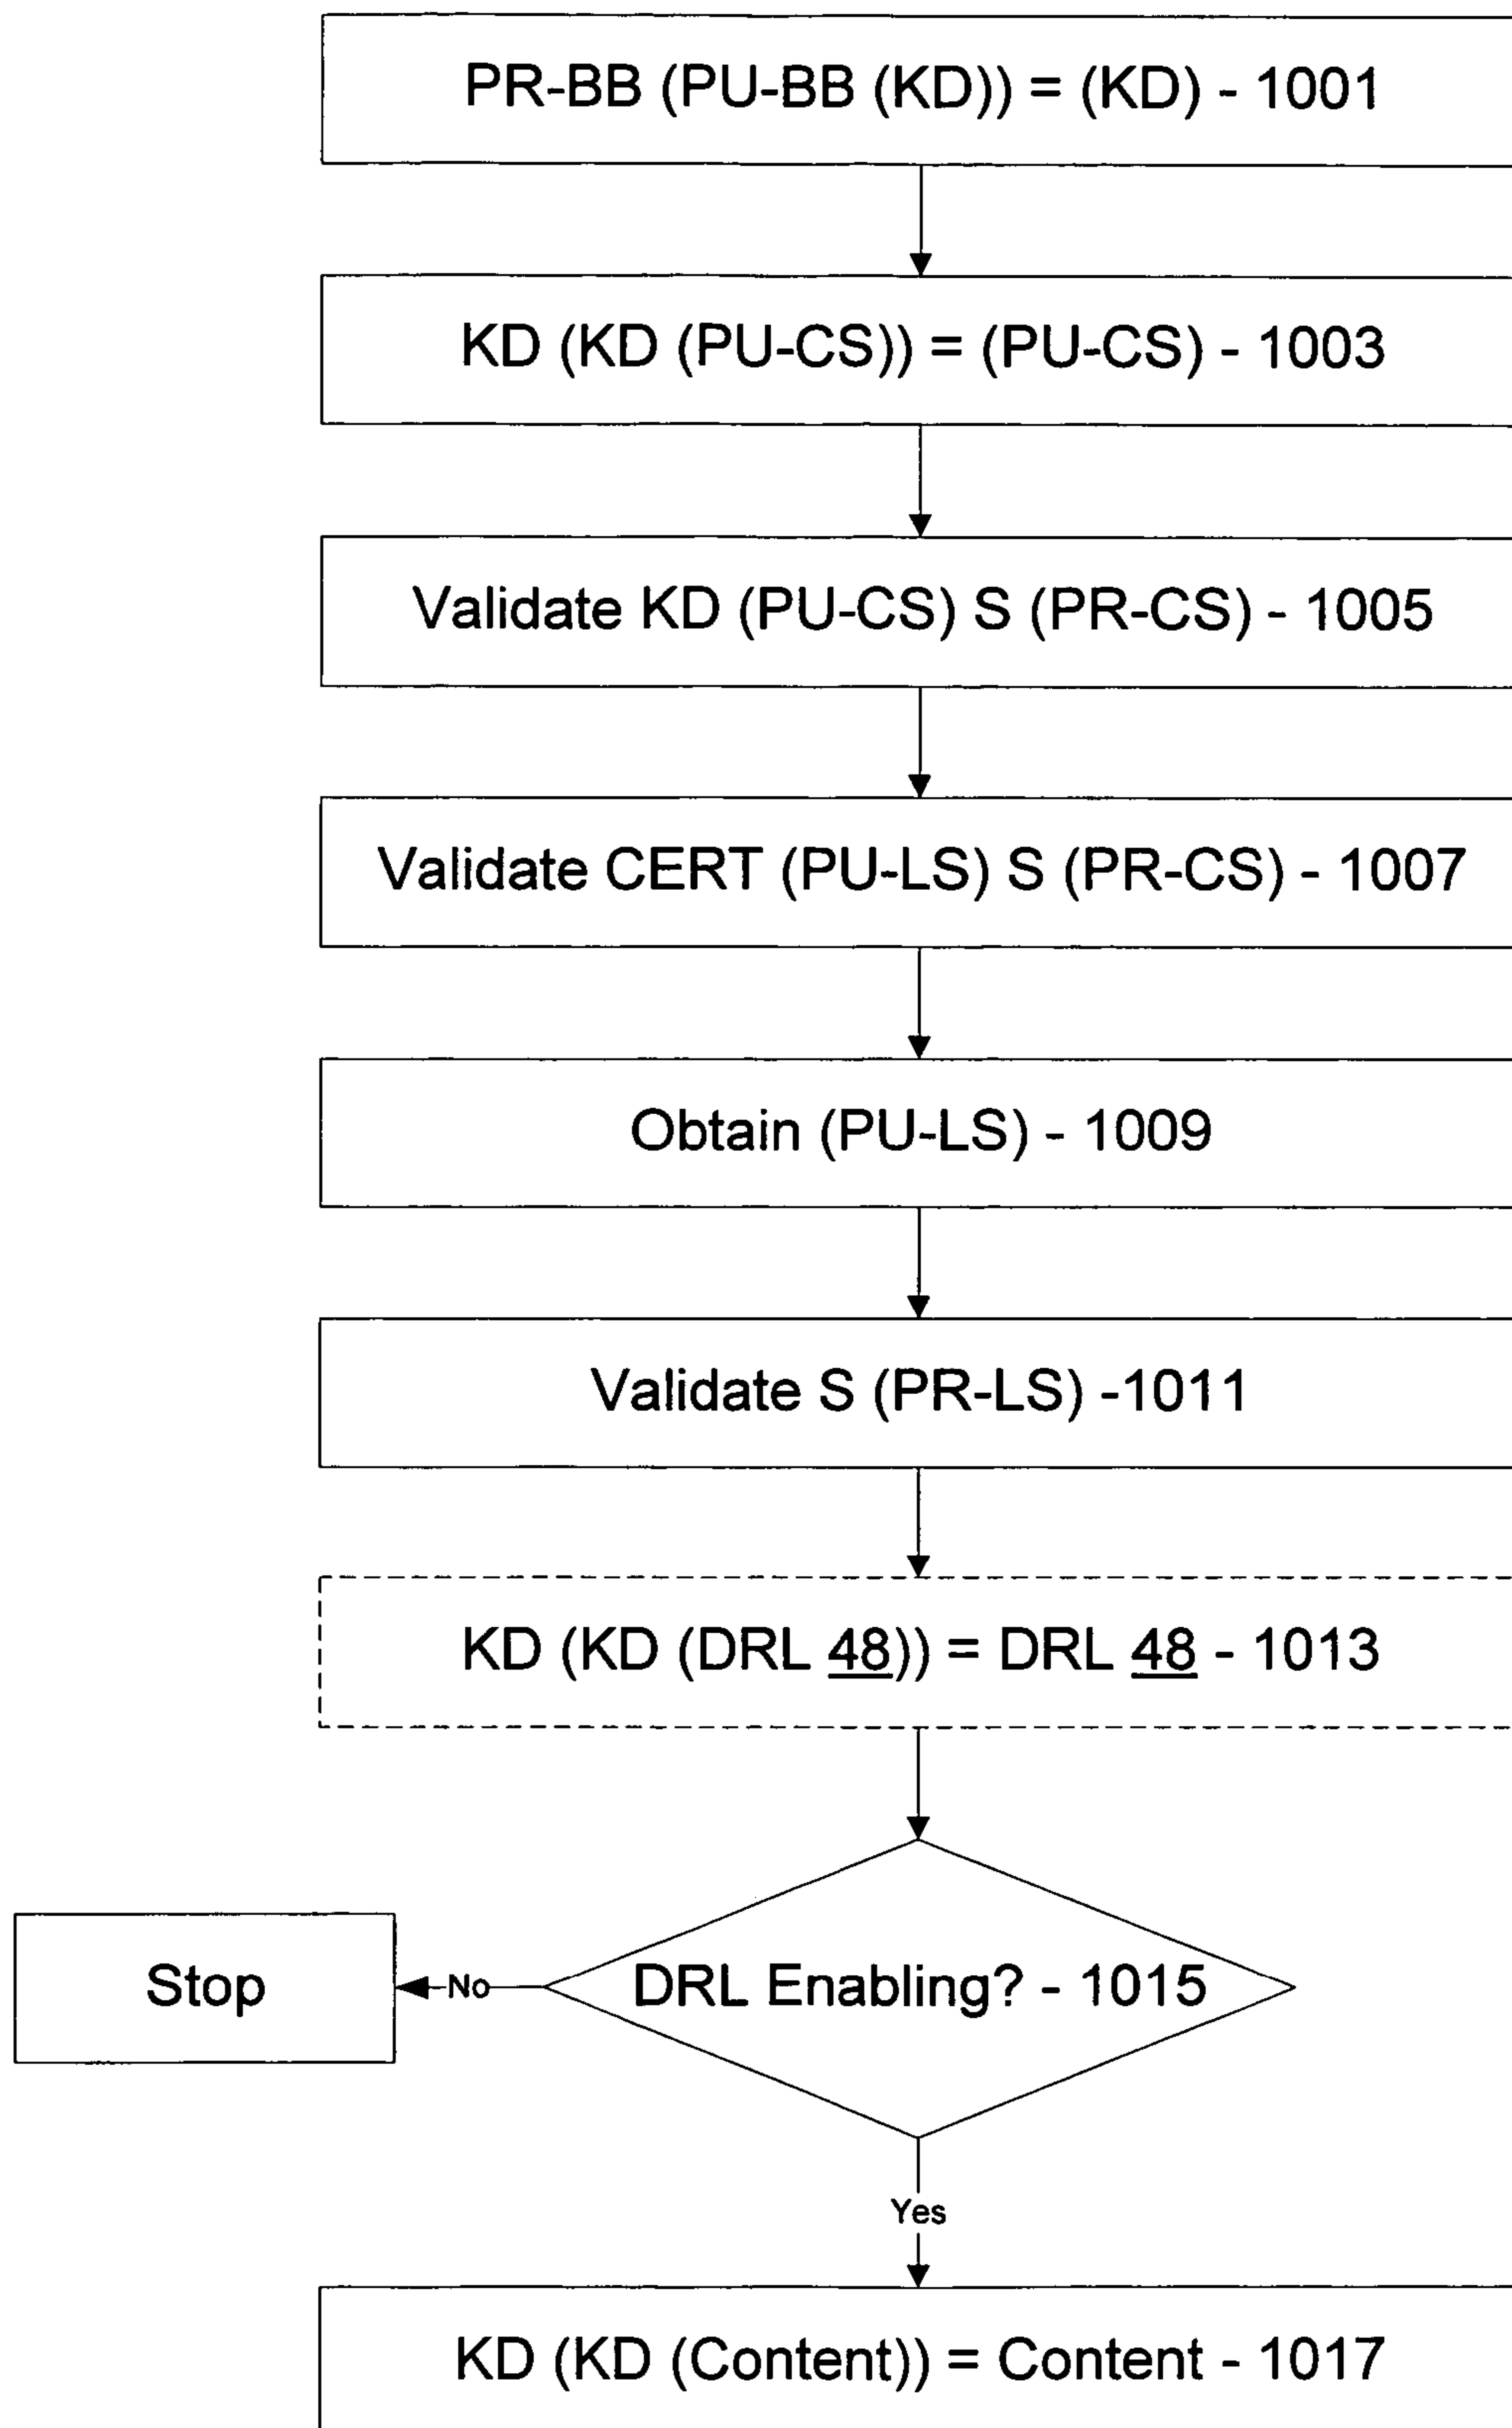 PR-BB (PU-BB (KD)) = (KD) - 1001
KD (KD (PU-CS)) = (PU-CS) - 1003
Validate KD (PU-CS) S (PR-CS) - 1005
Validate CERT (PU-LS) S (PR-CS) - 1007
Obtain (PU-LS) - 1009
Validate S (PR-LS) -1011
KD (KD (DRL 48)) = DRL 48 - 1013
DRL Enabling? - 1015
No
Stop
Yes
KD (KD (Content)) = Content - 1017